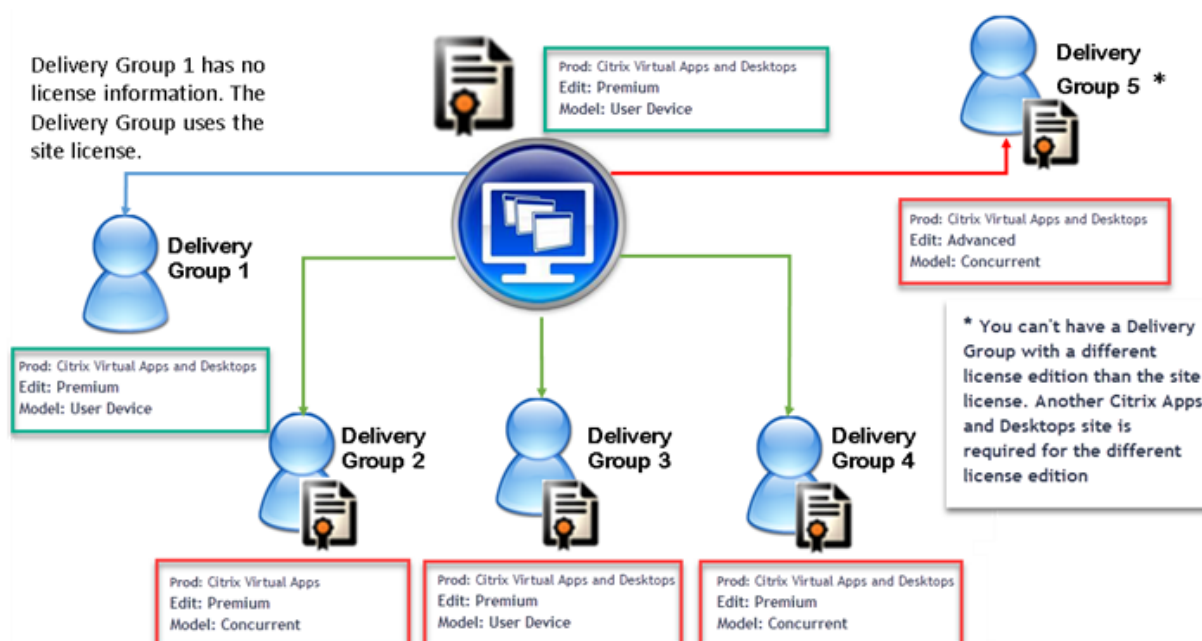 Delivery Group 1 has no
license information. The
Delivery Group uses the
site license.
Prod: Citrix Virtual Apps and Desktops
Edit: Premium
Model: User Device
Delivery
Group 5 *
Prod: Citrix Virtual Apps and Desktops
Edit: Advanced
Model: Concurrent
* You can't have a Delivery
Group with a different
license edition than the site
license. Another Citrix Apps
and Desktops site is
required for the different
license edition
Delivery
Group 1
Prod: Citrix Virtual Apps and Desktops
Edit: Premium
Model: User Device
Delivery
Group 2
Prod: Citrix Virtual Apps
Edit: Premium
Model: Concurrent
Delivery
Group 3
Prod: Citrix Virtual Apps and Desktops
Edit: Premium
Model: User Device
Delivery
Group 4
Prod: Citrix Virtual Apps and Desktops
Edit: Premium
Model: Concurrent